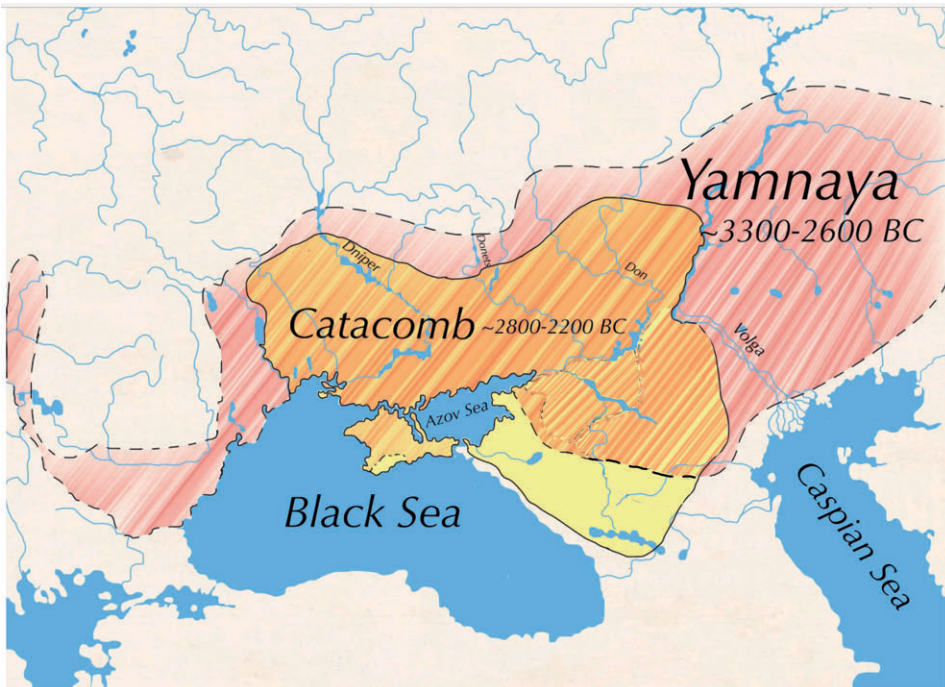 Yamnaya
~3300-2600 BC
Dniper
Donets
Don
Catacomb ~2800-2200 BC
Volga
Azov Sea
Black Sea
Caspian Sea